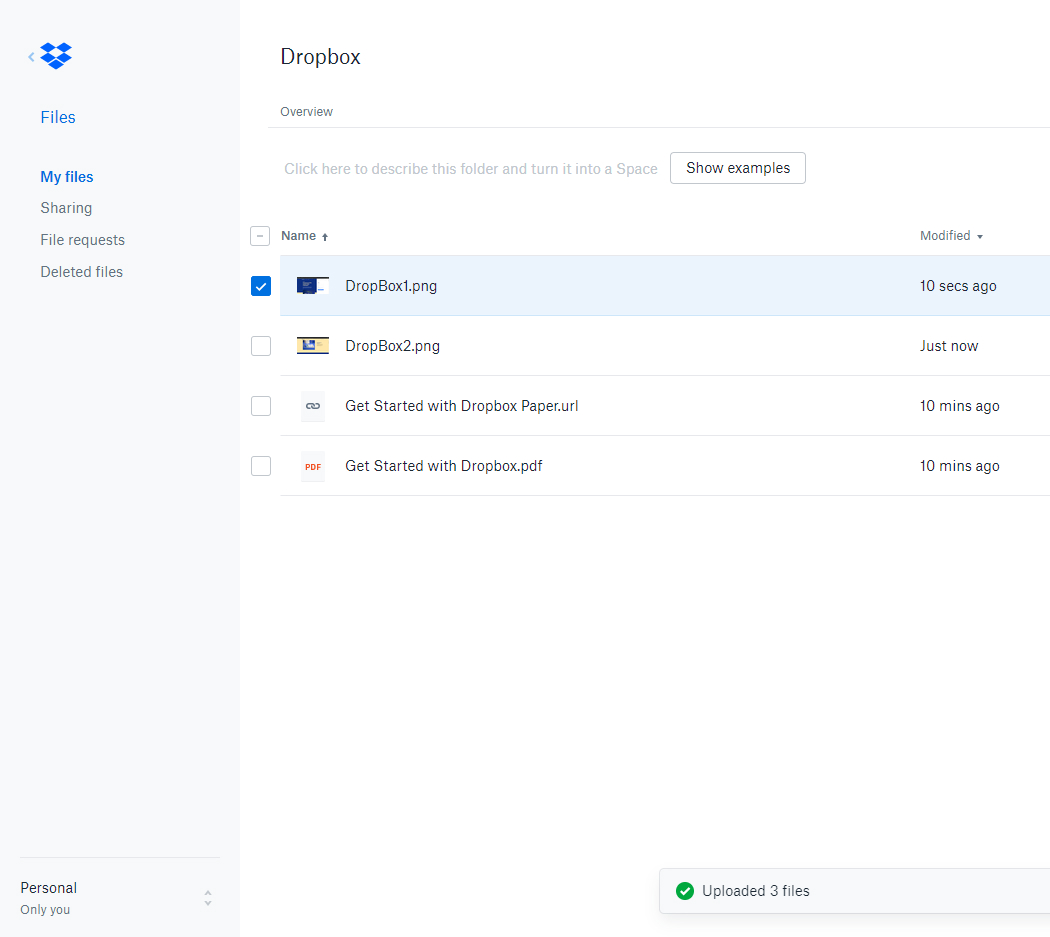 Dropbox
Files
Overview
Click here to describe this folder and turn it into a Space Show examples
My files
Sharing
File requests
Deleted files
Name Modified
DropBox1.png 10 secs ago
DropBox2.png Just now
Get Started with Dropbox Paper.url 10 mins ago
PDF Get Started with Dropbox.pdf 10 mins ago
Personal
Only you
Uploaded 3 files